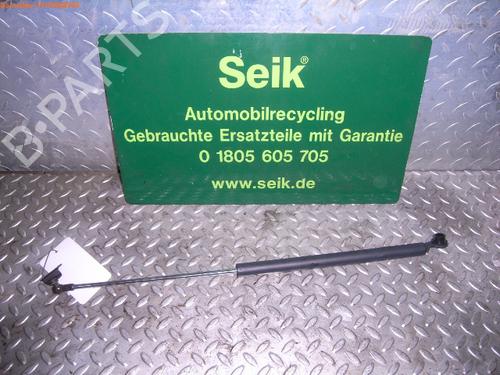 Seik®
Automobilrecycling
Gebrauchte Ersatzteile mit Garantie
0 1805 605 705
www.seik.de
B-PARTS